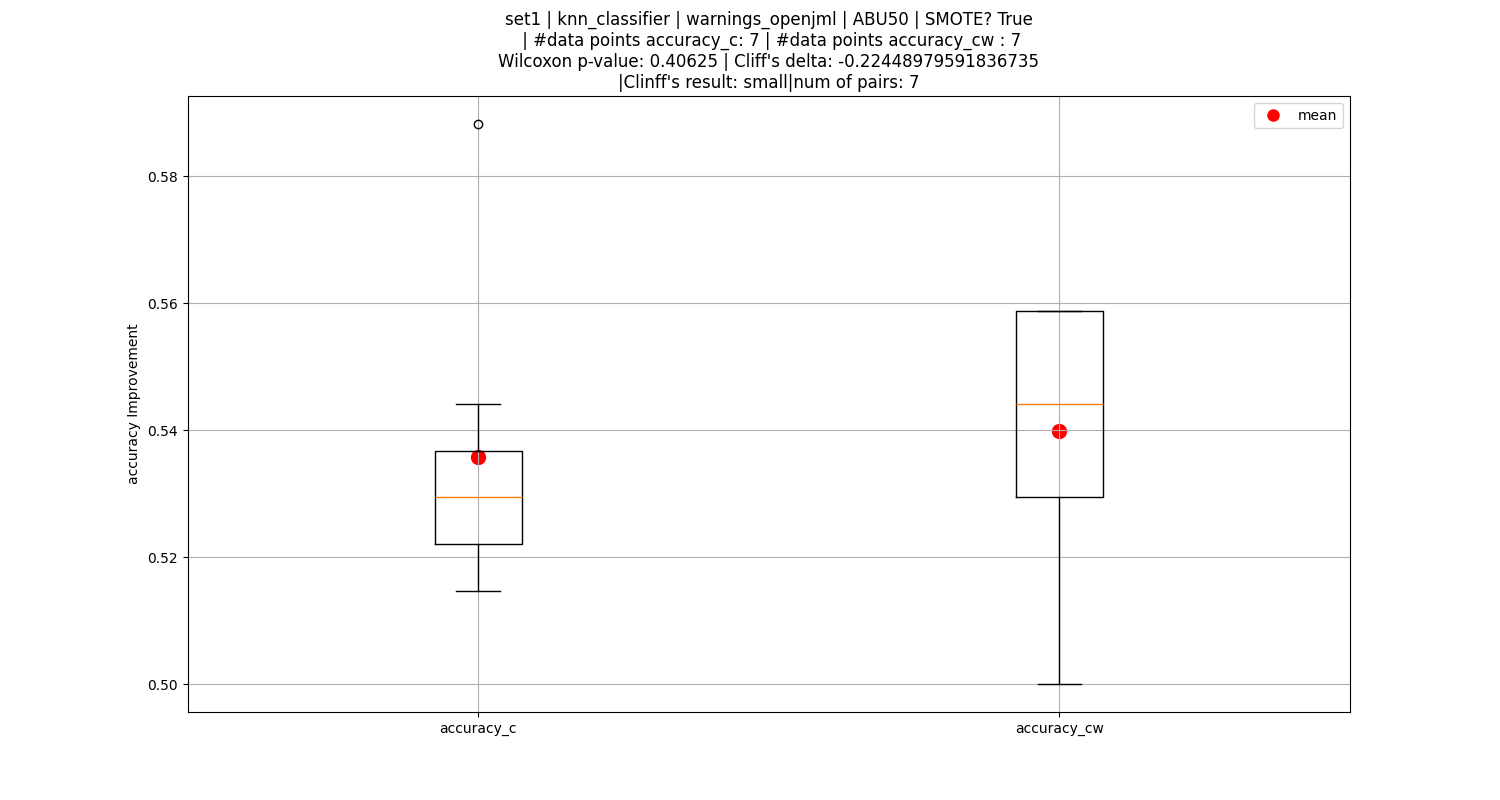 set1 | knn_classifier | warnings_openjml | ABU50 | SMOTE? True
| #data points accuracy_c: 7 | #data points accuracy_cw : 7
Wilcoxon p-value: 0.40625 | Cliff's delta: -0.22448979591836735
|Clinff's result: small|num of pairs: 7
mean
0.58
0.56
0.54
0.52
0.50
accuracy Improvement
accuracy_c
accuracy_cw